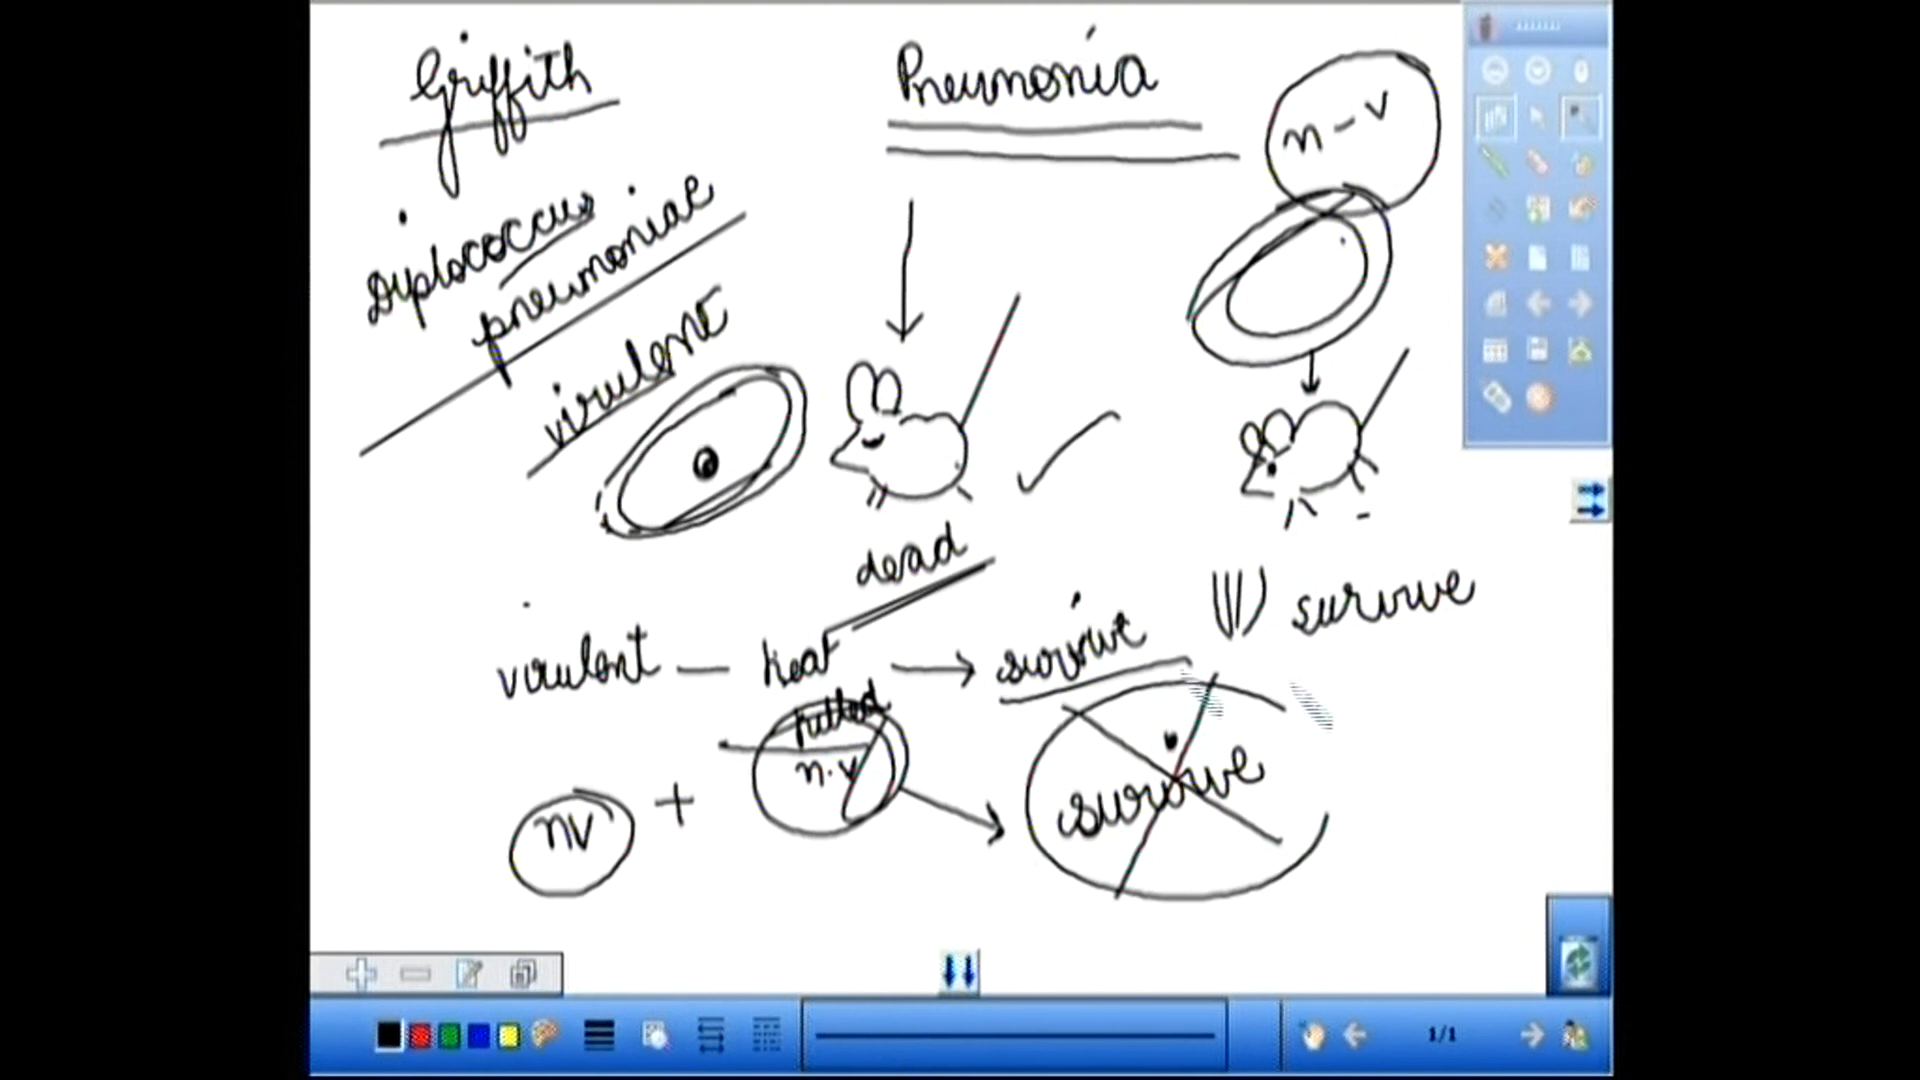 Griffith
Pneumonia
n-v
Diplococcus
pneumoniae
virulent
dead
survive
virulent — heat → survive
killed
n.v
nv +
survive
1/1